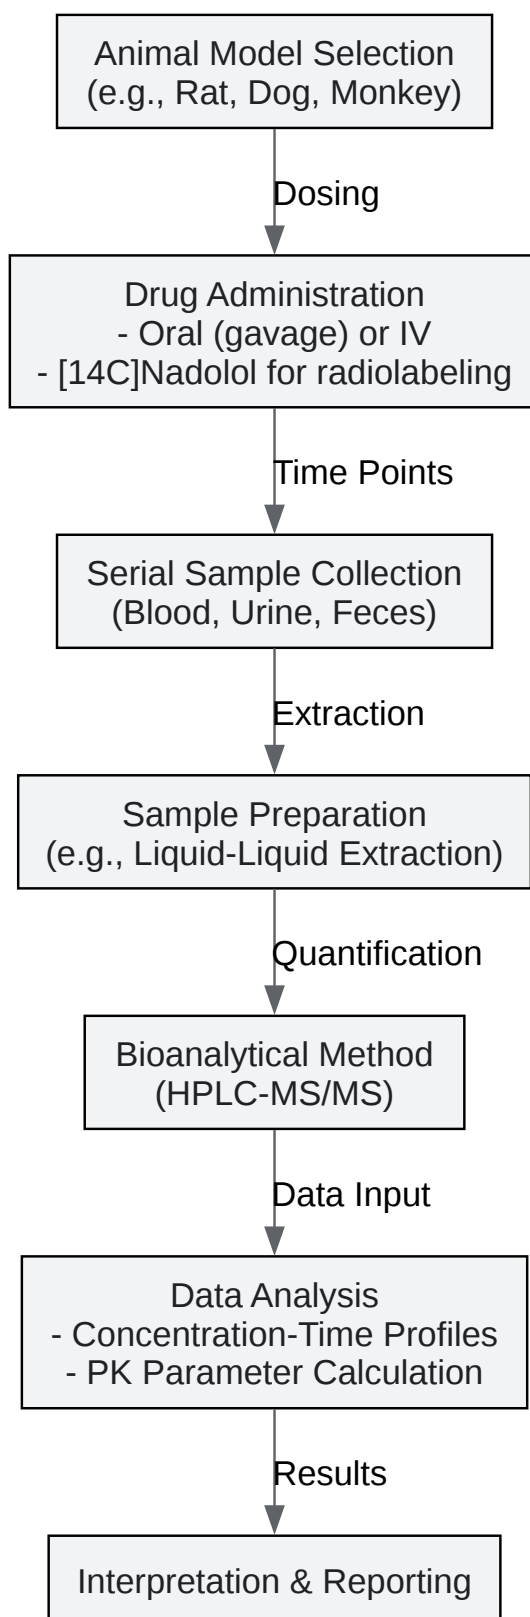 Animal Model Selection
(e.g., Rat, Dog, Monkey)
Dosing
Drug Administration
- Oral (gavage) or IV
- [14C]Nadolol for radiolabeling
Time Points
Serial Sample Collection
(Blood, Urine, Feces)
Extraction
Sample Preparation
(e.g., Liquid-Liquid Extraction)
Quantification
Bioanalytical Method
(HPLC-MS/MS)
Data Input
Data Analysis
- Concentration-Time Profiles
- PK Parameter Calculation
Results
Interpretation & Reporting